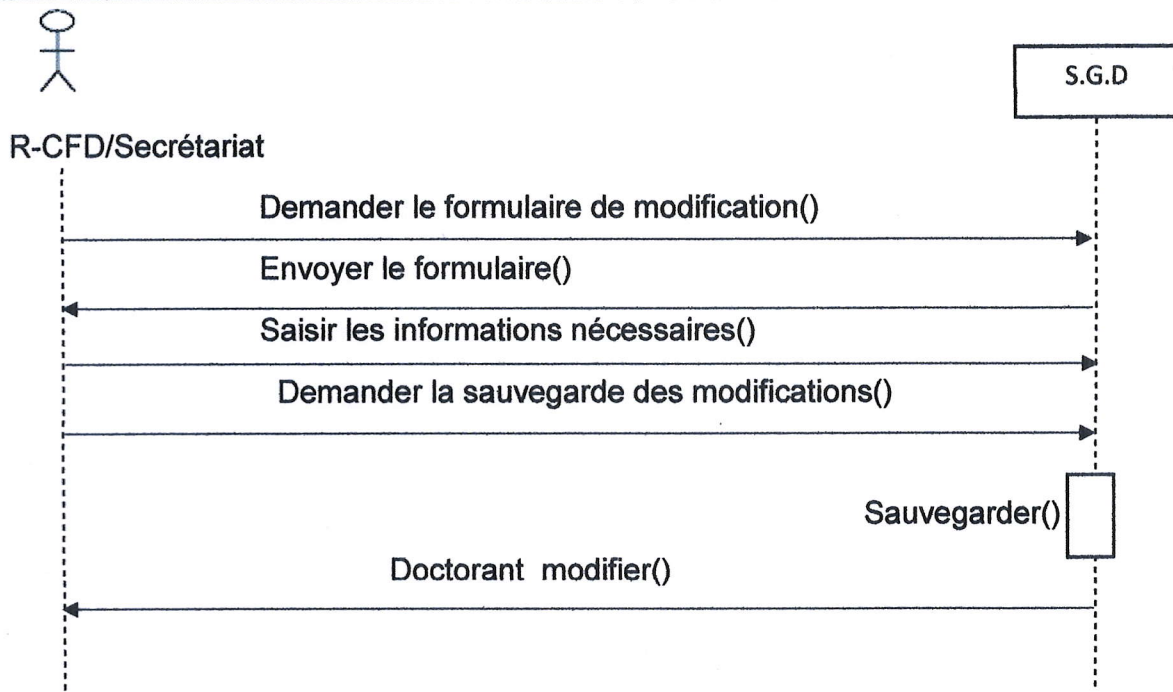 S.G.D
R-CFD/Secrétariat
Demander le formulaire de modification()
Envoyer le formulaire()
Saisir les informations nécessaires()
Demander la sauvegarde des modifications()
Sauvegarder()
Doctorant modifier()